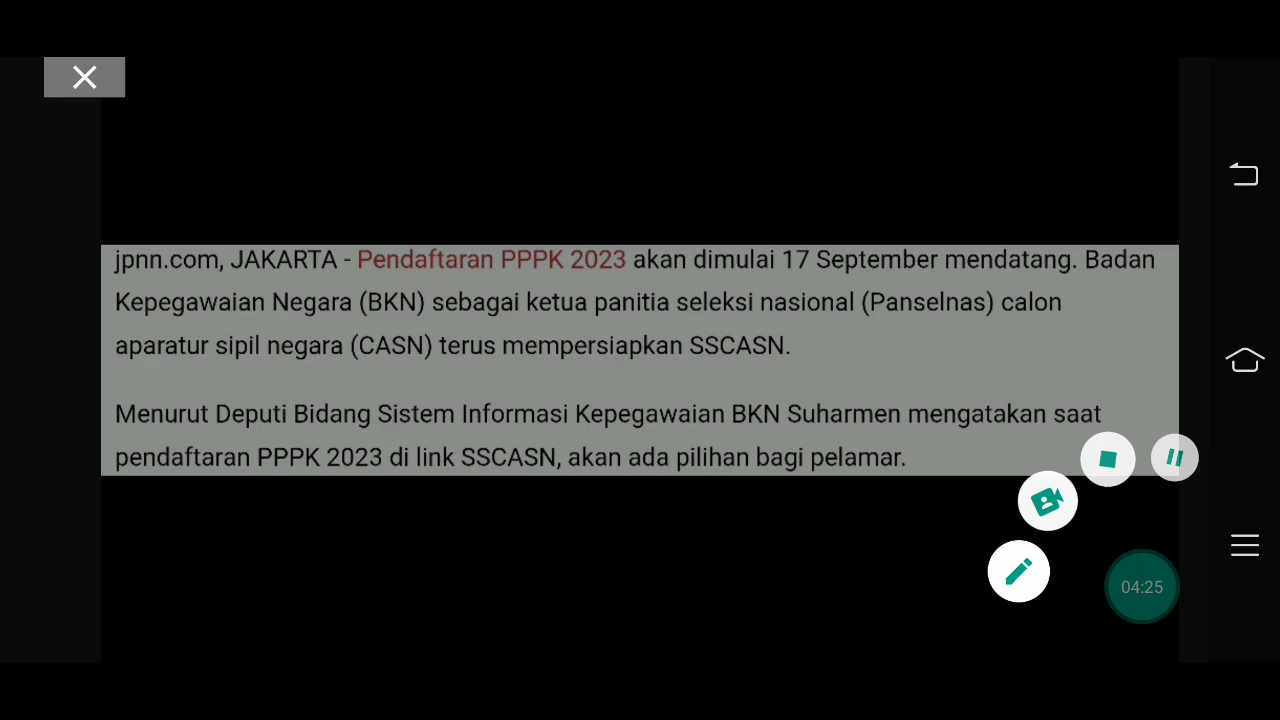 jpnn.com, JAKARTA - Pendaftaran PPPK 2023 akan dimulai 17 September mendatang. Badan
Kepegawaian Negara (BKN) sebagai ketua panitia seleksi nasional (Panselnas) calon
aparatur sipil negara (CASN) terus mempersiapkan SSCASN.
Menurut Deputi Bidang Sistem Informasi Kepegawaian BKN Suharmen mengatakan saat
pendaftaran PPPK 2023 di link SSCASN, akan ada pilihan bagi pelamar.
04:25